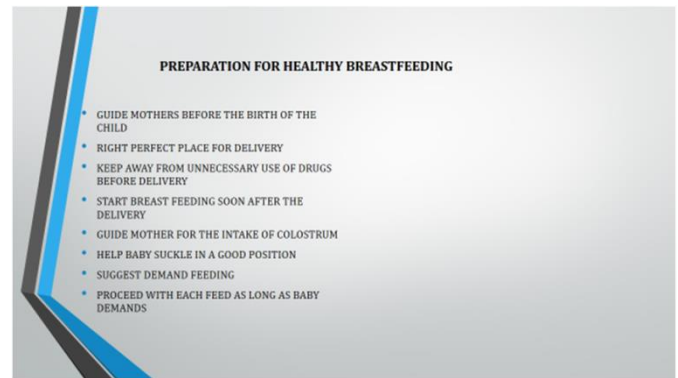 PREPARATION FOR HEALTHY BREASTFEEDING
• GUIDE MOTHERS BEFORE THE BIRTH OF THE
CHILD
• RIGHT PERFECT PLACE FOR DELIVERY
• KEEP AWAY FROM UNNECESSARY USE OF DRUGS
BEFORE DELIVERY
• START BREAST FEEDING SOON AFTER THE
DELIVERY
• GUIDE MOTHER FOR THE INTAKE OF COLOSTRUM
• HELP BABY SUCKLE IN A GOOD POSITION
• SUGGEST DEMAND FEEDING
• PROCEED WITH EACH FEED AS LONG AS BABY
DEMANDS